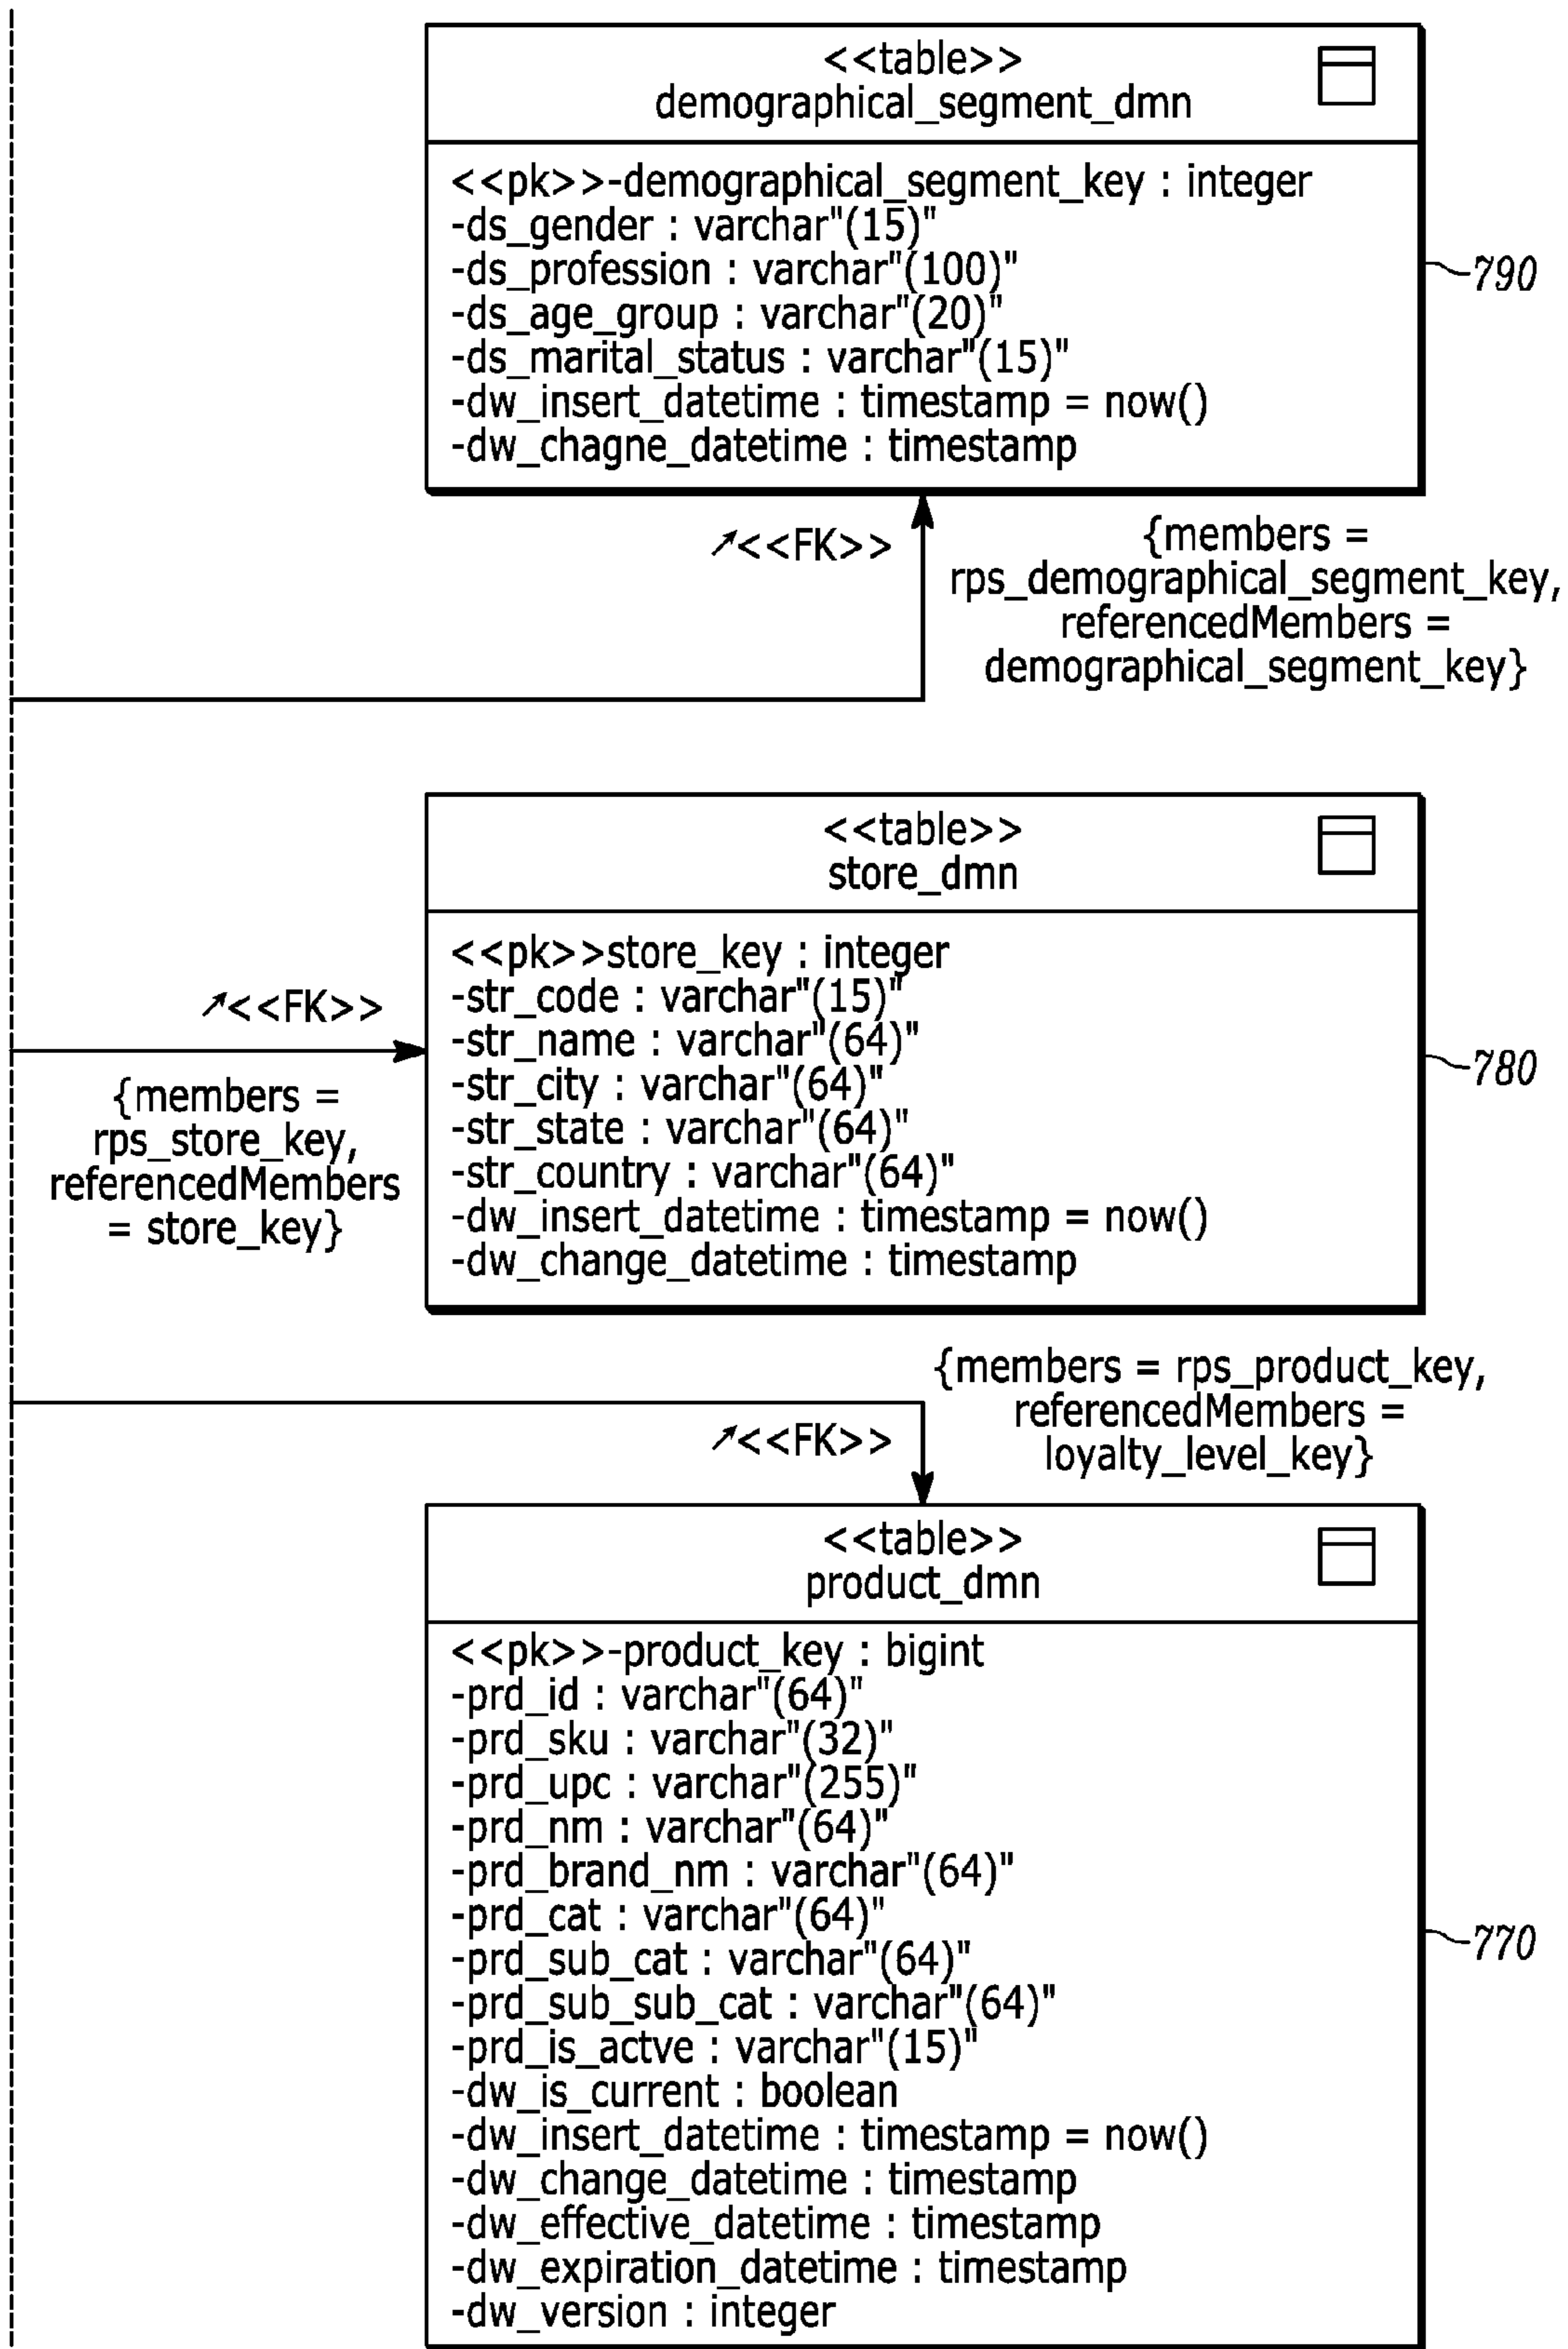 <<table>>
demographical_segment_dmn
<<pk>>-demographical_segment_key : integer
-ds_gender : varchar"(15)"
-ds_profession : varchar"(100)"
-ds_age_group : varchar"(20)"
-ds_marital_status : varchar"(15)"
-dw_insert_datetime : timestamp = now()
-dw_chagne_datetime : timestamp
790
<<FK>>
{members =
rps_demographical_segment_key,
referencedMembers =
demographical_segment_key}
<<table>>
store_dmn
<<pk>>store_key : integer
-str_code : varchar"(15)"
-str_name : varchar"(64)"
-str_city : varchar"(64)"
-str_state : varchar"(64)"
-str_country : varchar"(64)"
-dw_insert_datetime : timestamp = now()
-dw_change_datetime : timestamp
780
<<FK>>
{members =
rps_store_key,
referencedMembers
= store_key}
<<FK>>
{members = rps_product_key,
referencedMembers =
loyalty_level_key}
<<table>>
product_dmn
<<pk>>-product_key : bigint
-prd_id : varchar"(64)"
-prd_sku : varchar"(32)"
-prd_upc : varchar"(255)"
-prd_nm : varchar"(64)"
-prd_brand_nm : varchar"(64)"
-prd_cat : varchar"(64)"
-prd_sub_cat : varchar"(64)"
-prd_sub_sub_cat : varchar"(64)"
-prd_is_actve : varchar"(15)"
-dw_is_current : boolean
-dw_insert_datetime : timestamp = now()
-dw_change_datetime : timestamp
-dw_effective_datetime : timestamp
-dw_expiration_datetime : timestamp
-dw_version : integer
770